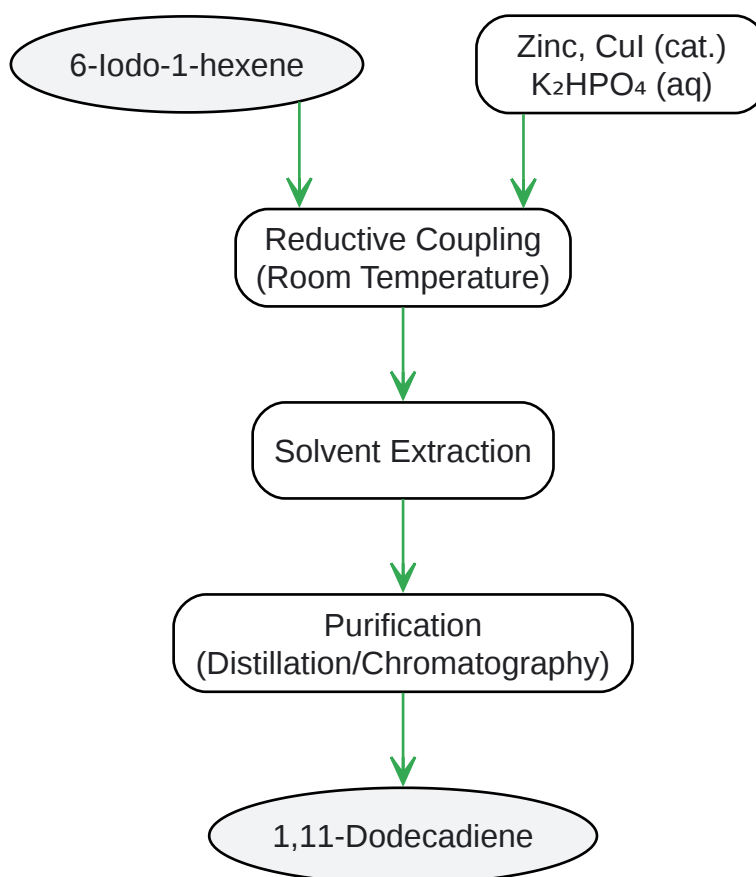 6-Iodo-1-hexene
Zinc, CuI (cat.)
K₂HPO₄ (aq)
Reductive Coupling
(Room Temperature)
Solvent Extraction
Purification
(Distillation/Chromatography)
1,11-Dodecadiene